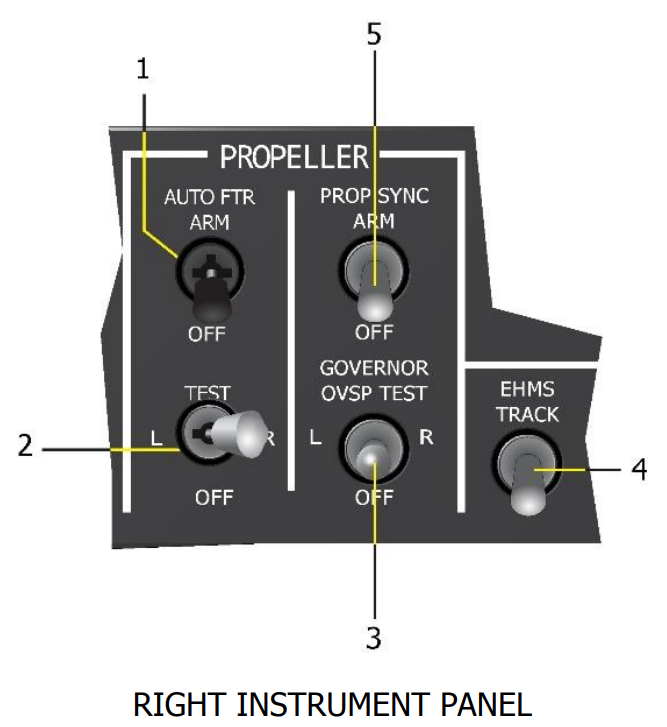 5
1
PROPELLER
AUTO FTR
ARM
PROP SYNC
ARM
OFF
OFF
GOVERNOR
OVSP TEST
TEST
L R
L R
OFF
OFF
EHMS
TRACK
2
4
3
RIGHT INSTRUMENT PANEL